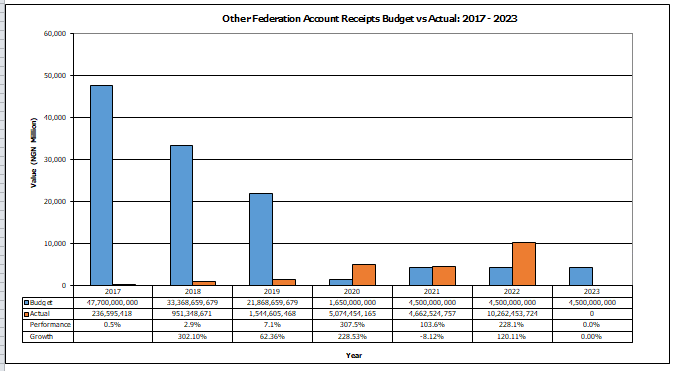 Other Federation Account Receipts Budget vs Actual: 2017 - 2023
60,000
50,000
40,000
30,000
20,000
10,000
0
Value (NGN Million)
2017 2018 2019 2020 2021 2022 2023
Budget 47,700,000,000 33,368,659,679 21,868,659,679 1,650,000,000 4,500,000,000 4,500,000,000 4,500,000,000
Actual 236,595,418 951,348,671 1,544,605,468 5,074,454,165 4,662,524,757 10,262,453,724 0
Performance 0.5% 2.9% 7.1% 307.5% 103.6% 228.1% 0.0%
Growth 302.10% 62.36% 228.53% -8.12% 120.11% 0.00%
Year